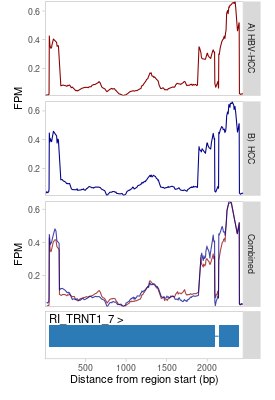 0.6
0.4
0.2
FPM
A) HBV-HCC
0.6
0.4
0.2
B) HCC
0.6
0.4
0.2
FPM
Combined
RI_TRNT1_7 >
500 1000 1500 2000
Distance from region start (bp)